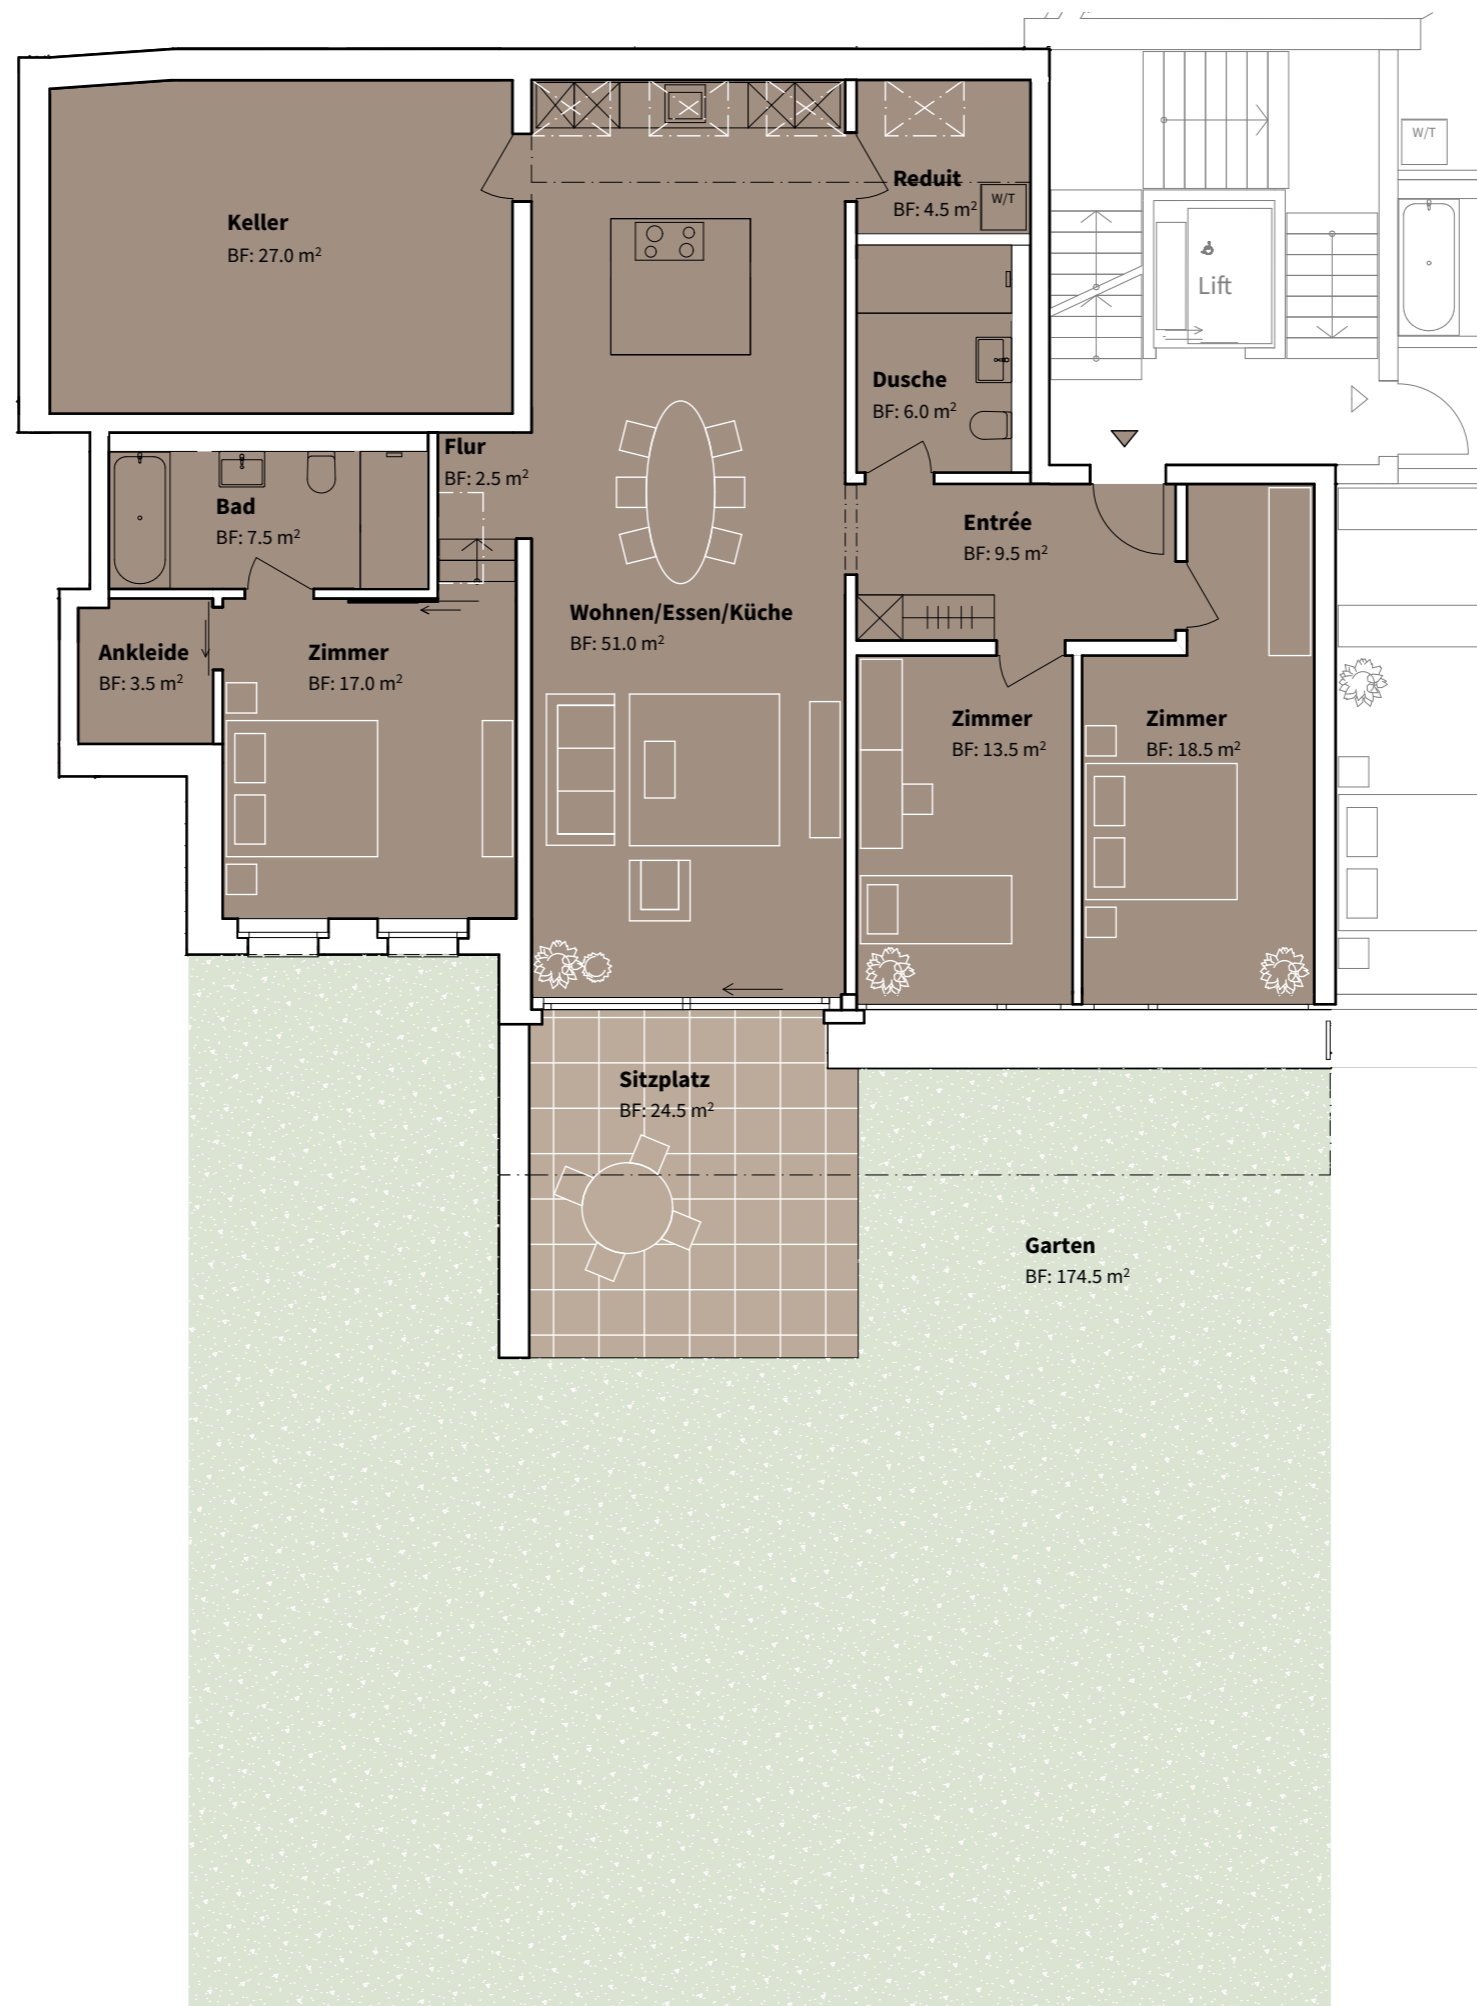 W/T
Reduit
BF: 4.5 m²
W/T
Keller
BF: 27.0 m²
Lift
Dusche
BF: 6.0 m²
Flur
BF: 2.5 m²
Bad
BF: 7.5 m²
Entrée
BF: 9.5 m²
Wohnen/Essen/Küche
BF: 51.0 m²
Ankleide
BF: 3.5 m²
Zimmer
BF: 17.0 m²
Zimmer
BF: 13.5 m²
Zimmer
BF: 18.5 m²
Sitzplatz
BF: 24.5 m²
Garten
BF: 174.5 m²